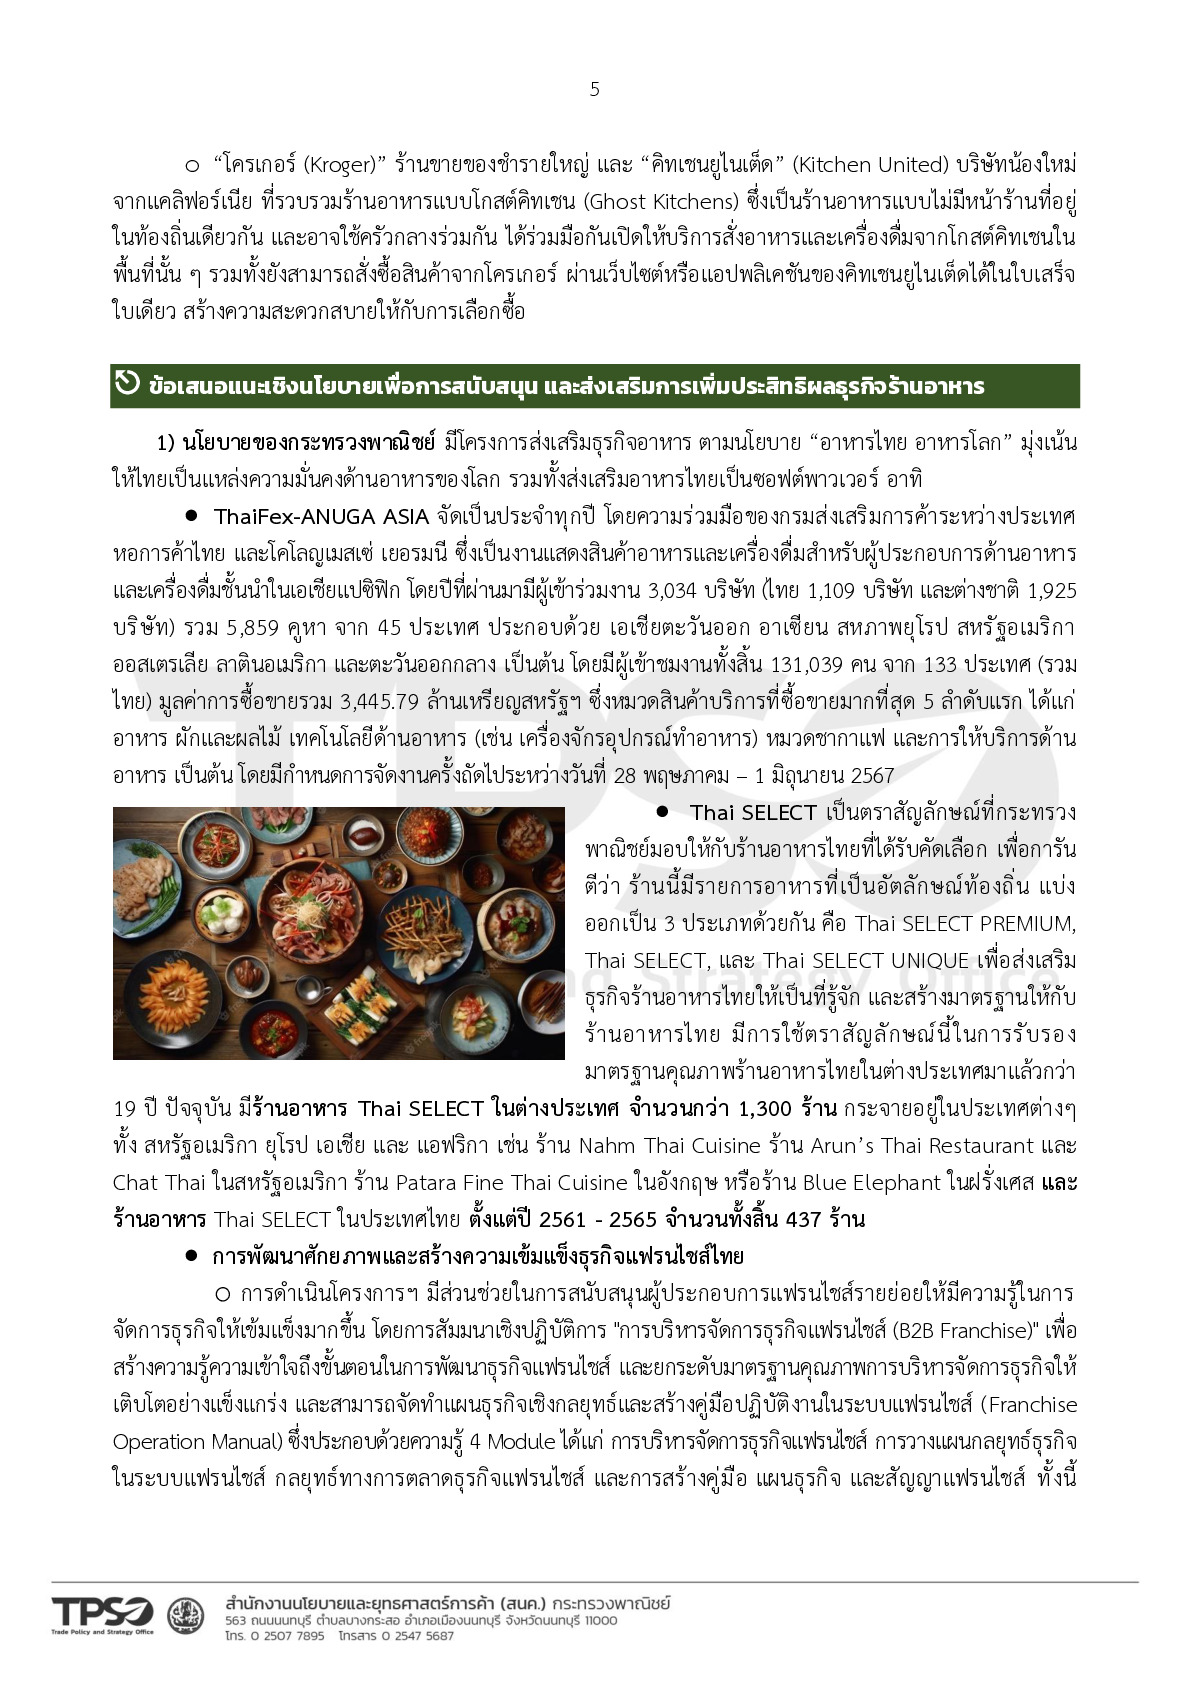 5
○ “โครเกอร์ (Kroger)” ร้านขายของชำรายใหญ่ และ “คิทเชนยูไนเต็ด” (Kitchen United) บริษัทน้องใหม่
จากแคลิฟอร์เนีย ที่รวบรวมร้านอาหารแบบโกสต์คิทเชน (Ghost Kitchens) ซึ่งเป็นร้านอาหารแบบไม่มีหน้าร้านที่อยู่
ในท้องถิ่นเดียวกัน และอาจใช้ครัวกลางร่วมกัน ได้ร่วมมือกันเปิดให้บริการสั่งอาหารและเครื่องดื่มจากโกสต์คิทเชนใน
พื้นที่นั้น ๆ รวมทั้งยังสามารถสั่งซื้อสินค้าจากโครเกอร์ ผ่านเว็บไซต์หรือแอปพลิเคชันของคิทเชนยูไนเต็ดได้ในใบเสร็จ
ใบเดียว สร้างความสะดวกสบายให้กับการเลือกซื้อ
ข้อเสนอแนะเชิงนโยบายเพื่อการสนับสนุน และส่งเสริมการเพิ่มประสิทธิผลธุรกิจร้านอาหาร
1) นโยบายของกระทรวงพาณิชย์ มีโครงการส่งเสริมธุรกิจอาหาร ตามนโยบาย “อาหารไทย อาหารโลก” มุ่งเน้น
ให้ไทยเป็นแหล่งความมั่นคงด้านอาหารของโลก รวมทั้งส่งเสริมอาหารไทยเป็นซอฟต์พาวเวอร์ อาทิ
● ThaiFex-ANUGA ASIA จัดเป็นประจำทุกปี โดยความร่วมมือของกรมส่งเสริมการค้าระหว่างประเทศ
หอการค้าไทย และโคโลญเมสเซ่ เยอรมนี ซึ่งเป็นงานแสดงสินค้าอาหารและเครื่องดื่มสำหรับผู้ประกอบการด้านอาหาร
และเครื่องดื่มชั้นนำในเอเชียแปซิฟิก โดยปีที่ผ่านมามีผู้เข้าร่วมงาน 3,034 บริษัท (ไทย 1,109 บริษัท และต่างชาติ 1,925
บริษัท) รวม 5,859 คูหา จาก 45 ประเทศ ประกอบด้วย เอเชียตะวันออก อาเซียน สหภาพยุโรป สหรัฐอเมริกา
ออสเตรเลีย ลาตินอเมริกา และตะวันออกกลาง เป็นต้น โดยมีผู้เข้าชมงานทั้งสิ้น 131,039 คน จาก 133 ประเทศ (รวม
ไทย) มูลค่าการซื้อขายรวม 3,445.79 ล้านเหรียญสหรัฐฯ ซึ่งหมวดสินค้าบริการที่ซื้อขายมากที่สุด 5 ลำดับแรก ได้แก่
อาหาร ผักและผลไม้ เทคโนโลยีด้านอาหาร (เช่น เครื่องจักรอุปกรณ์ทำอาหาร) หมวดชากาแฟ และการให้บริการด้าน
อาหาร เป็นต้น โดยมีกำหนดการจัดงานครั้งถัดไประหว่างวันที่ 28 พฤษภาคม – 1 มิถุนายน 2567
● Thai SELECT เป็นตราสัญลักษณ์ที่กระทรวง
พาณิชย์มอบให้กับร้านอาหารไทยที่ได้รับคัดเลือก เพื่อการัน
ตีว่า ร้านนี้มีรายการอาหารที่เป็นอัตลักษณ์ท้องถิ่น แบ่ง
ออกเป็น 3 ประเภทด้วยกัน คือ Thai SELECT PREMIUM,
Thai SELECT, และ Thai SELECT UNIQUE เพื่อส่งเสริม
ธุรกิจร้านอาหารไทยให้เป็นที่รู้จัก และสร้างมาตรฐานให้กับ
ร้านอาหารไทย มีการใช้ตราสัญลักษณ์นี้ในการรับรอง
มาตรฐานคุณภาพร้านอาหารไทยในต่างประเทศมาแล้วกว่า
19 ปี ปัจจุบัน มีร้านอาหาร Thai SELECT ในต่างประเทศ จำนวนกว่า 1,300 ร้าน กระจายอยู่ในประเทศต่างๆ
ทั้ง สหรัฐอเมริกา ยุโรป เอเชีย และ แอฟริกา เช่น ร้าน Nahm Thai Cuisine ร้าน Arun’s Thai Restaurant และ
Chat Thai ในสหรัฐอเมริกา ร้าน Patara Fine Thai Cuisine ในอังกฤษ หรือร้าน Blue Elephant ในฝรั่งเศส และ
ร้านอาหาร Thai SELECT ในประเทศไทย ตั้งแต่ปี 2561 - 2565 จำนวนทั้งสิ้น 437 ร้าน
● การพัฒนาศักยภาพและสร้างความเข้มแข็งธุรกิจแฟรนไชส์ไทย
○ การดำเนินโครงการฯ มีส่วนช่วยในการสนับสนุนผู้ประกอบการแฟรนไชส์รายย่อยให้มีความรู้ในการ
จัดการธุรกิจให้เข้มแข็งมากขึ้น โดยการสัมมนาเชิงปฏิบัติการ "การบริหารจัดการธุรกิจแฟรนไชส์ (B2B Franchise)" เพื่อ
สร้างความรู้ความเข้าใจถึงขั้นตอนในการพัฒนาธุรกิจแฟรนไชส์ และยกระดับมาตรฐานคุณภาพการบริหารจัดการธุรกิจให้
เติบโตอย่างแข็งแกร่ง และสามารถจัดทำแผนธุรกิจเชิงกลยุทธ์และสร้างคู่มือปฏิบัติงานในระบบแฟรนไชส์ (Franchise
Operation Manual) ซึ่งประกอบด้วยความรู้ 4 Module ได้แก่ การบริหารจัดการธุรกิจแฟรนไชส์ การวางแผนกลยุทธ์ธุรกิจ
ในระบบแฟรนไชส์ กลยุทธ์ทางการตลาดธุรกิจแฟรนไชส์ และการสร้างคู่มือ แผนธุรกิจ และสัญญาแฟรนไชส์ ทั้งนี้
TPSO
Trade Policy and Strategy Office
สำนักงานนโยบายและยุทธศาสตร์การค้า (สนค.) กระทรวงพาณิชย์
563 ถนนนนทบุรี ตำบลบางกระสอ อำเภอเมืองนนทบุรี จังหวัดนนทบุรี 11000
โทร. 0 2507 7895 โทรสาร 0 2547 5687